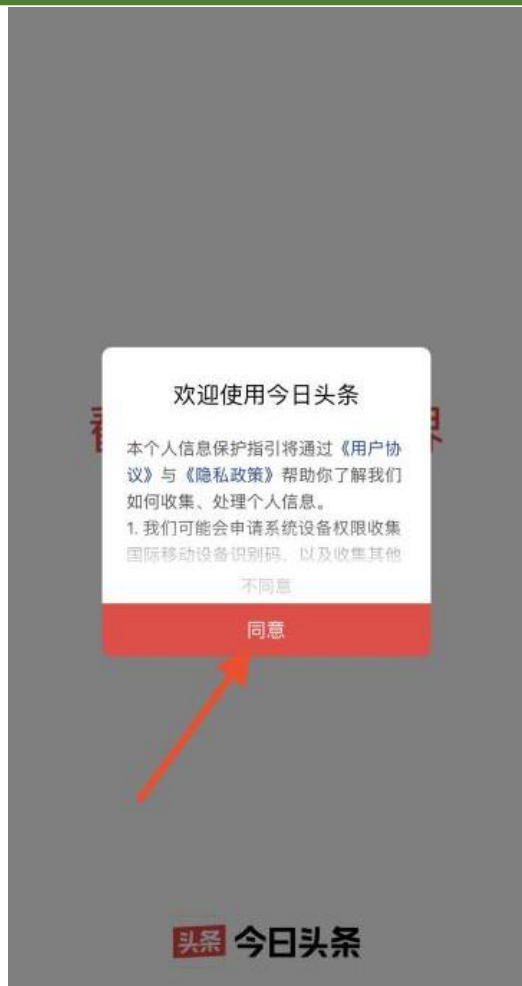 欢迎使用今日头条
本个人信息保护指引将通过《用户协
议》与《隐私政策》帮助你了解我们
如何收集、处理个人信息。
1. 我们可能会申请系统设备权限收集
国际移动设备识别码、以及收集其他
不同意
同意
头条 今日头条